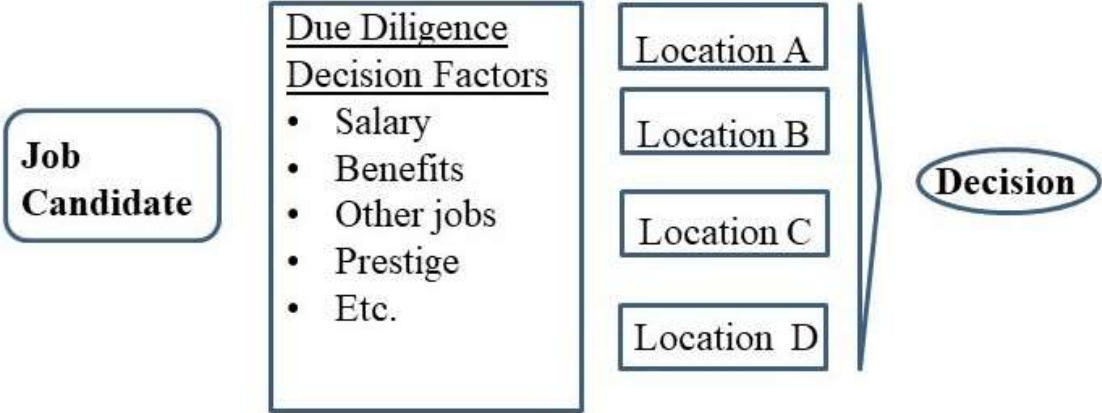 Job
Candidate
Due Diligence
Decision Factors
• Salary
• Benefits
• Other jobs
• Prestige
• Etc.
Location A
Location B
Location C
Location D
Decision